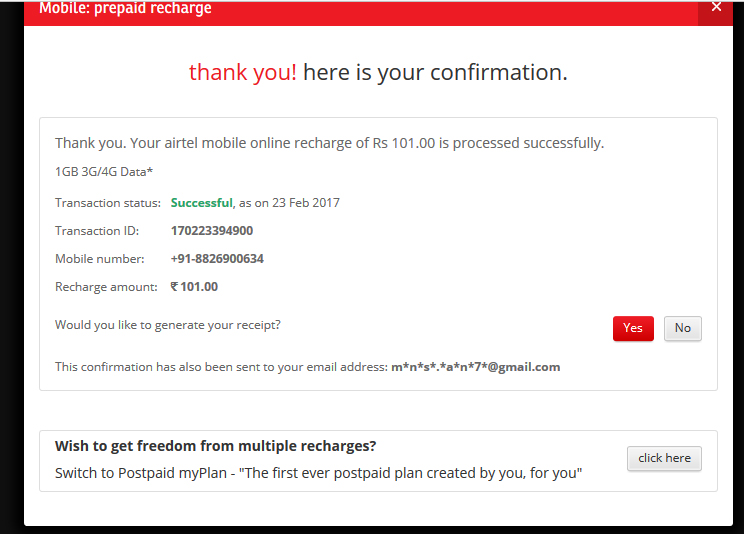 Mobile: prepaid recharge
thank you! here is your confirmation.
Thank you. Your airtel mobile online recharge of Rs 101.00 is processed successfully.
1GB 3G/4G Data*
Transaction status: Successful, as on 23 Feb 2017
Transaction ID: 170223394900
Mobile number: +91-8826900634
Recharge amount: ₹ 101.00
Would you like to generate your receipt? Yes No
This confirmation has also been sent to your email address: m*n*s*.*a*n*7*@gmail.com
Wish to get freedom from multiple recharges?
click here
Switch to Postpaid myPlan - "The first ever postpaid plan created by you, for you"